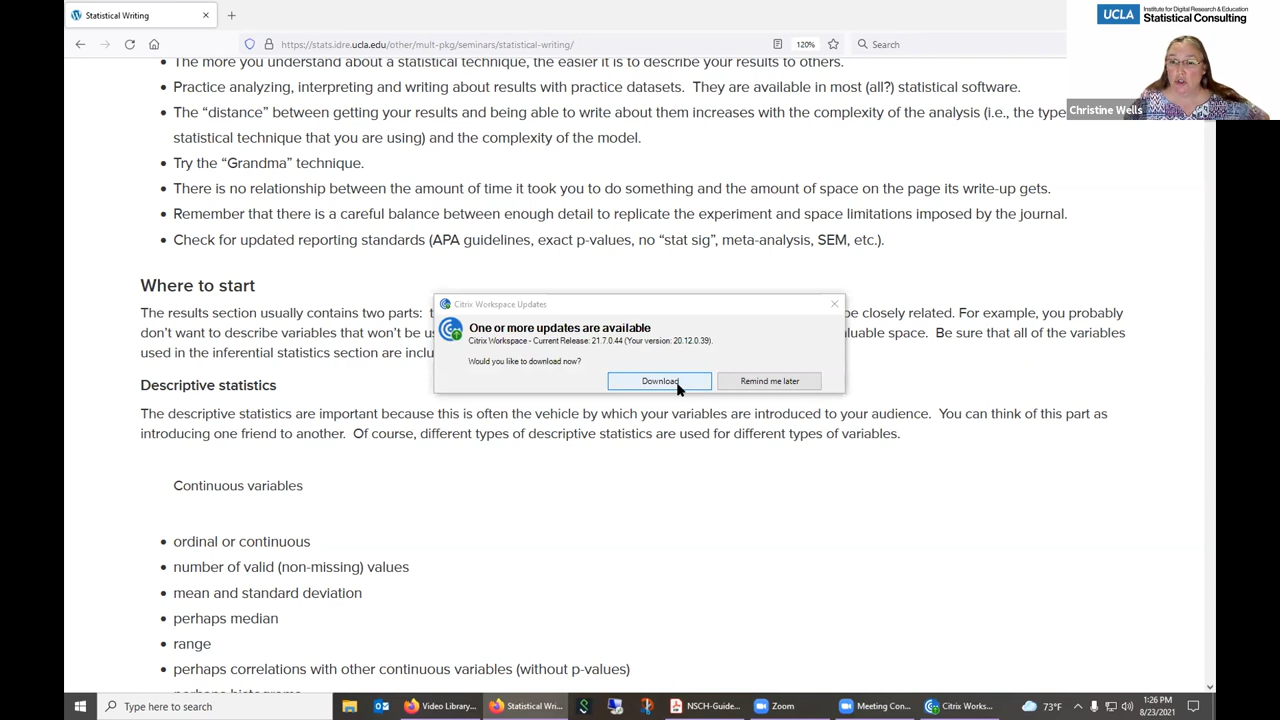 Statistical Writing
UCLA
Institute for Digital Research & Education
Statistical Consulting
https://stats.idre.ucla.edu/other/mult-pkg/seminars/statistical-writing/
120%
Search
Christine Wells
The more you understand about a statistical technique, the easier it is to describe your results to others.
Practice analyzing, interpreting and writing about results with practice datasets. They are available in most (all?) statistical software.
The “distance” between getting your results and being able to write about them increases with the complexity of the analysis (i.e., the type
statistical technique that you are using) and the complexity of the model.
Try the “Grandma” technique.
There is no relationship between the amount of time it took you to do something and the amount of space on the page its write-up gets.
Remember that there is a careful balance between enough detail to replicate the experiment and space limitations imposed by the journal.
Check for updated reporting standards (APA guidelines, exact p-values, no “stat sig”, meta-analysis, SEM, etc.).
Where to start
The results section usually contains two parts: be closely related. For example, you probably
don’t want to describe variables that won’t be space. Be sure that all of the variables
used in the inferential statistics section are
Citrix Workspace Updates
One or more updates are available
Citrix Workspace - Current Release: 21.7.0.44 (Your version: 20.12.0.39).
Would you like to download now?
Download
Remind me later
Descriptive statistics
The descriptive statistics are important because this is often the vehicle by which your variables are introduced to your audience. You can think of this part as
introducing one friend to another. Of course, different types of descriptive statistics are used for different types of variables.
Continuous variables
ordinal or continuous
number of valid (non-missing) values
mean and standard deviation
perhaps median
range
perhaps correlations with other continuous variables (without p-values)
perhaps histograms
Type here to search
Video Library...
Statistical Wri...
NSCH-Guide...
Zoom
Meeting Con...
Citrix Works...
73°F
1:26 PM
8/23/2021